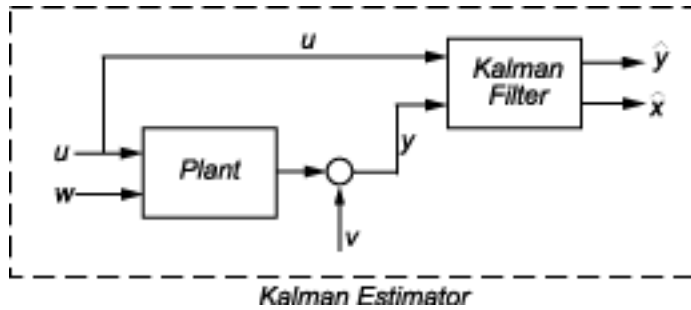 u
Kalman
Filter
ŷ
x̂
y
u
Plant
w
v
Kalman Estimator